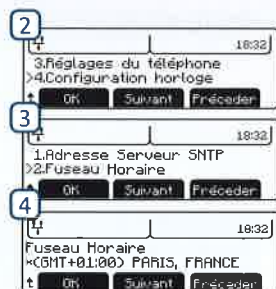 2
18:32
3.Réglages du téléphone
>4.Configuration horloge
OK Suivant Précéder
3
18:32
1.Adresse Serveur SNTP
>2.Fuseau Horaire
OK Suivant Précéder
4
18:32
Fuseau Horaire
*(GMT+01:00) PARIS, FRANCE
OK Suivant Précéder